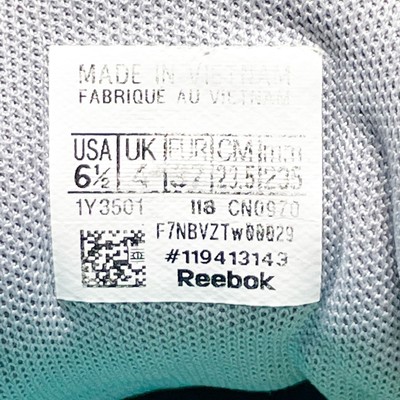 MADE IN VIETNAM
FABRIQUE AU VIETNAM
USA UK EUR CM mm
6½ 4 37 23.5 235
1Y3501 118 CN0970
F7NBVZTW00029
#119413143
Reebok